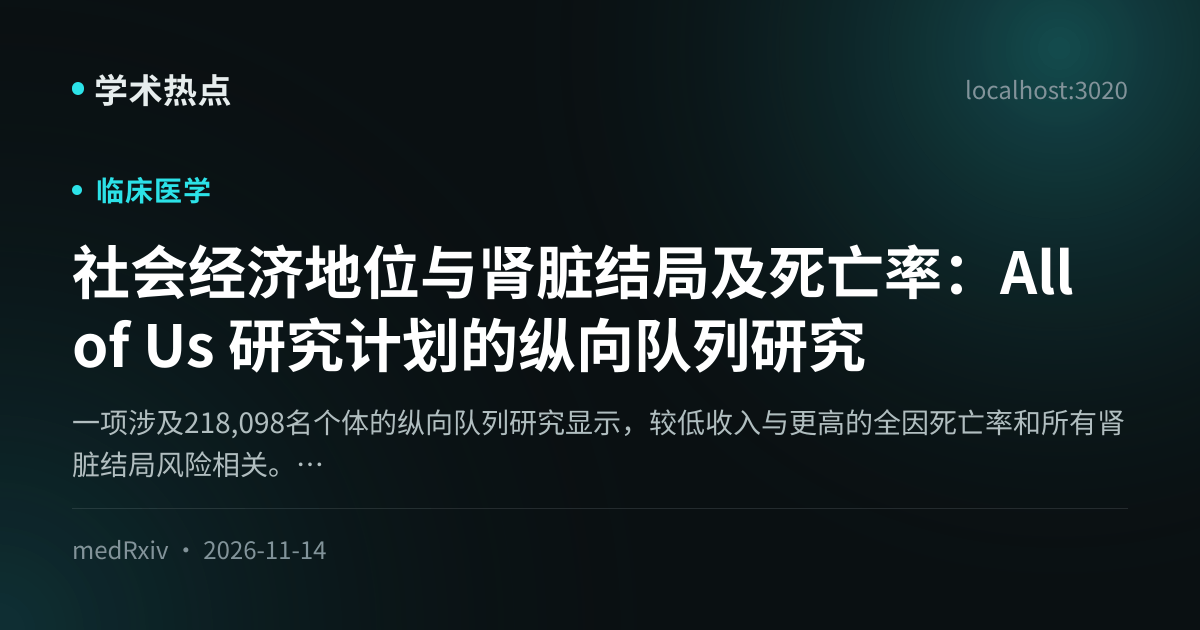 学术热点
localhost:3020
临床医学
社会经济地位与肾脏结局及死亡率：All
of Us 研究计划的纵向队列研究
一项涉及218,098名个体的纵向队列研究显示，较低收入与更高的全因死亡率和所有肾
脏结局风险相关。…
medRxiv · 2026-11-14